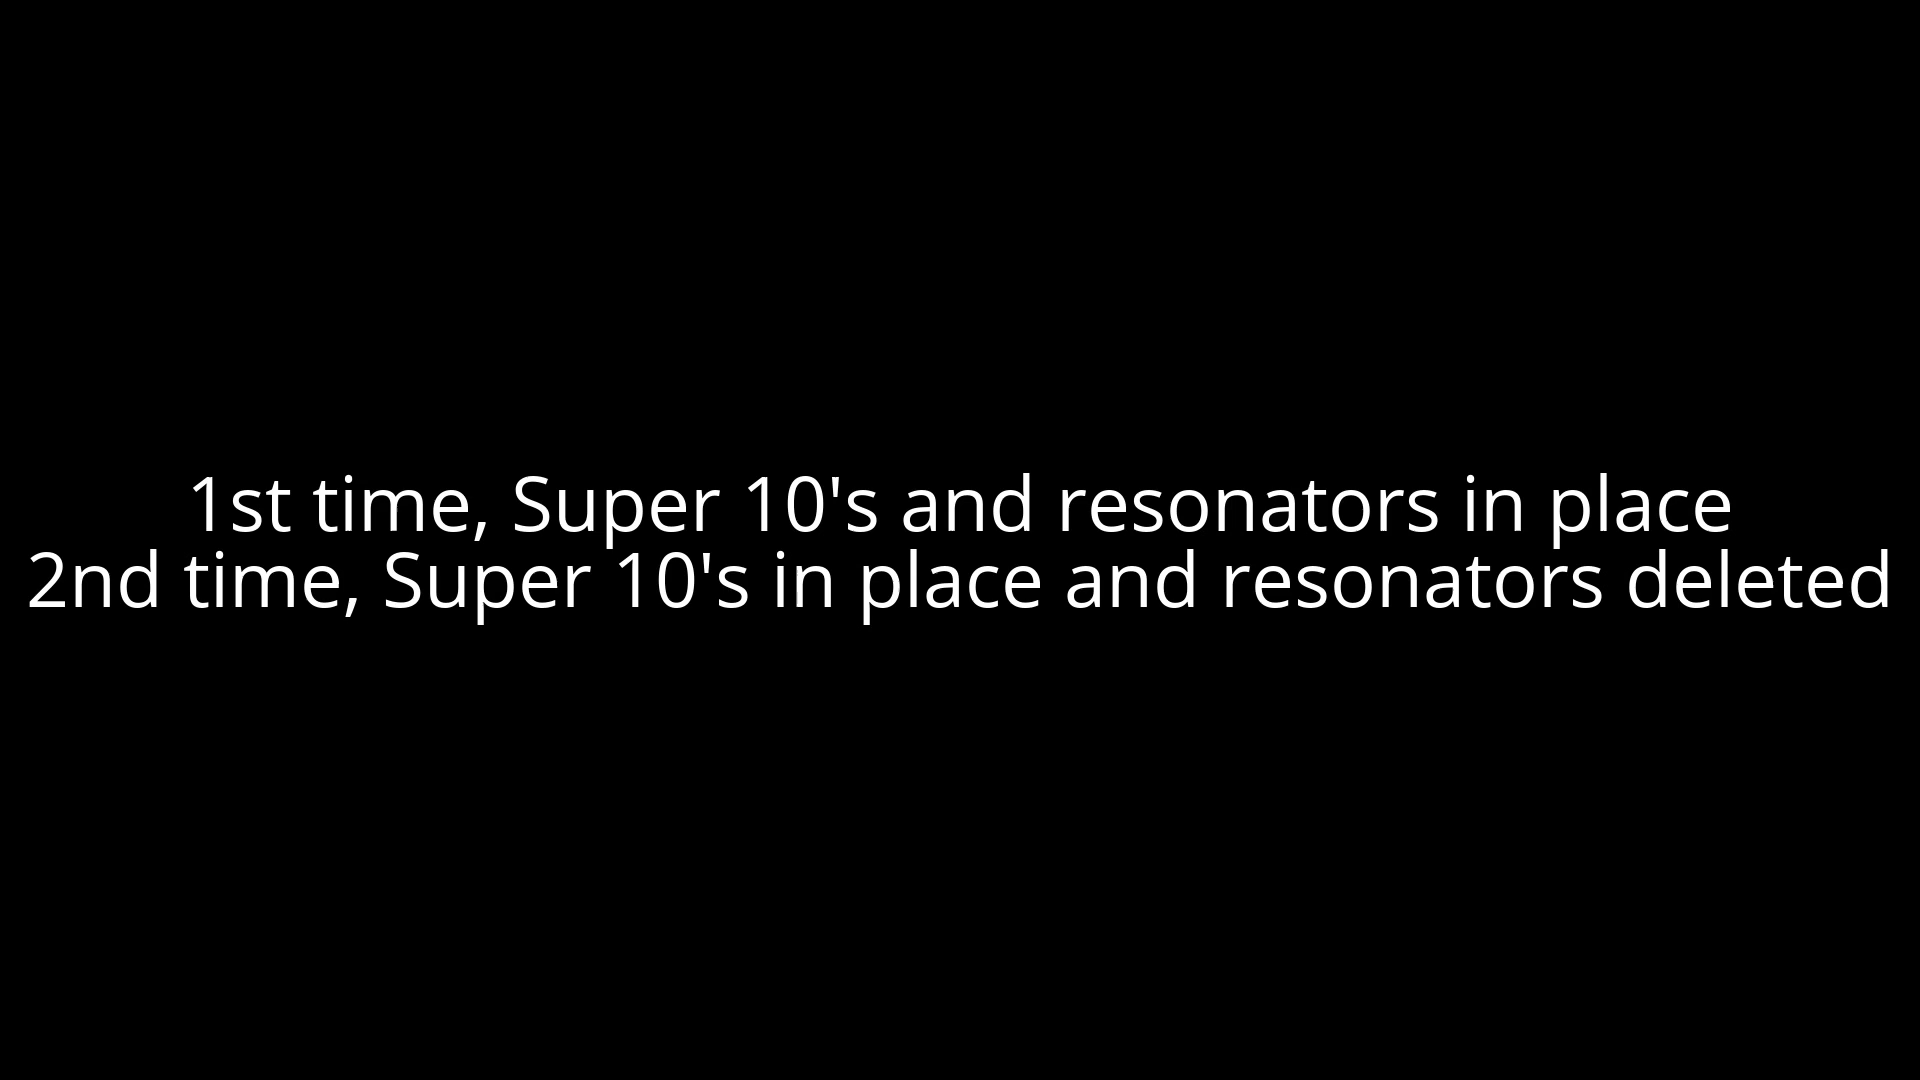 1st time, Super 10's and resonators in place
2nd time, Super 10's in place and resonators deleted